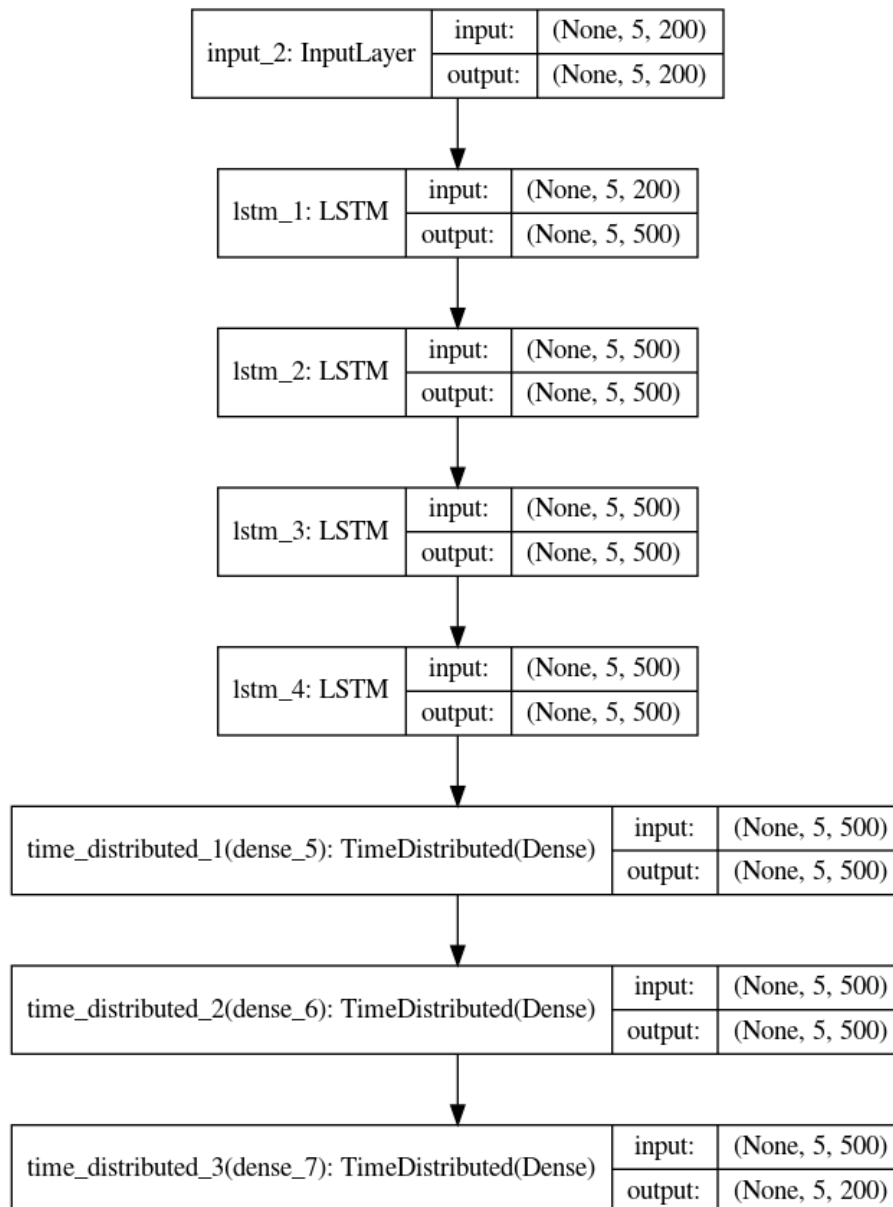 input_2: InputLayer
input: (None, 5, 200)
output: (None, 5, 200)
lstm_1: LSTM
input: (None, 5, 200)
output: (None, 5, 500)
lstm_2: LSTM
input: (None, 5, 500)
output: (None, 5, 500)
lstm_3: LSTM
input: (None, 5, 500)
output: (None, 5, 500)
lstm_4: LSTM
input: (None, 5, 500)
output: (None, 5, 500)
time_distributed_1(dense_5): TimeDistributed(Dense)
input: (None, 5, 500)
output: (None, 5, 500)
time_distributed_2(dense_6): TimeDistributed(Dense)
input: (None, 5, 500)
output: (None, 5, 500)
time_distributed_3(dense_7): TimeDistributed(Dense)
input: (None, 5, 500)
output: (None, 5, 200)